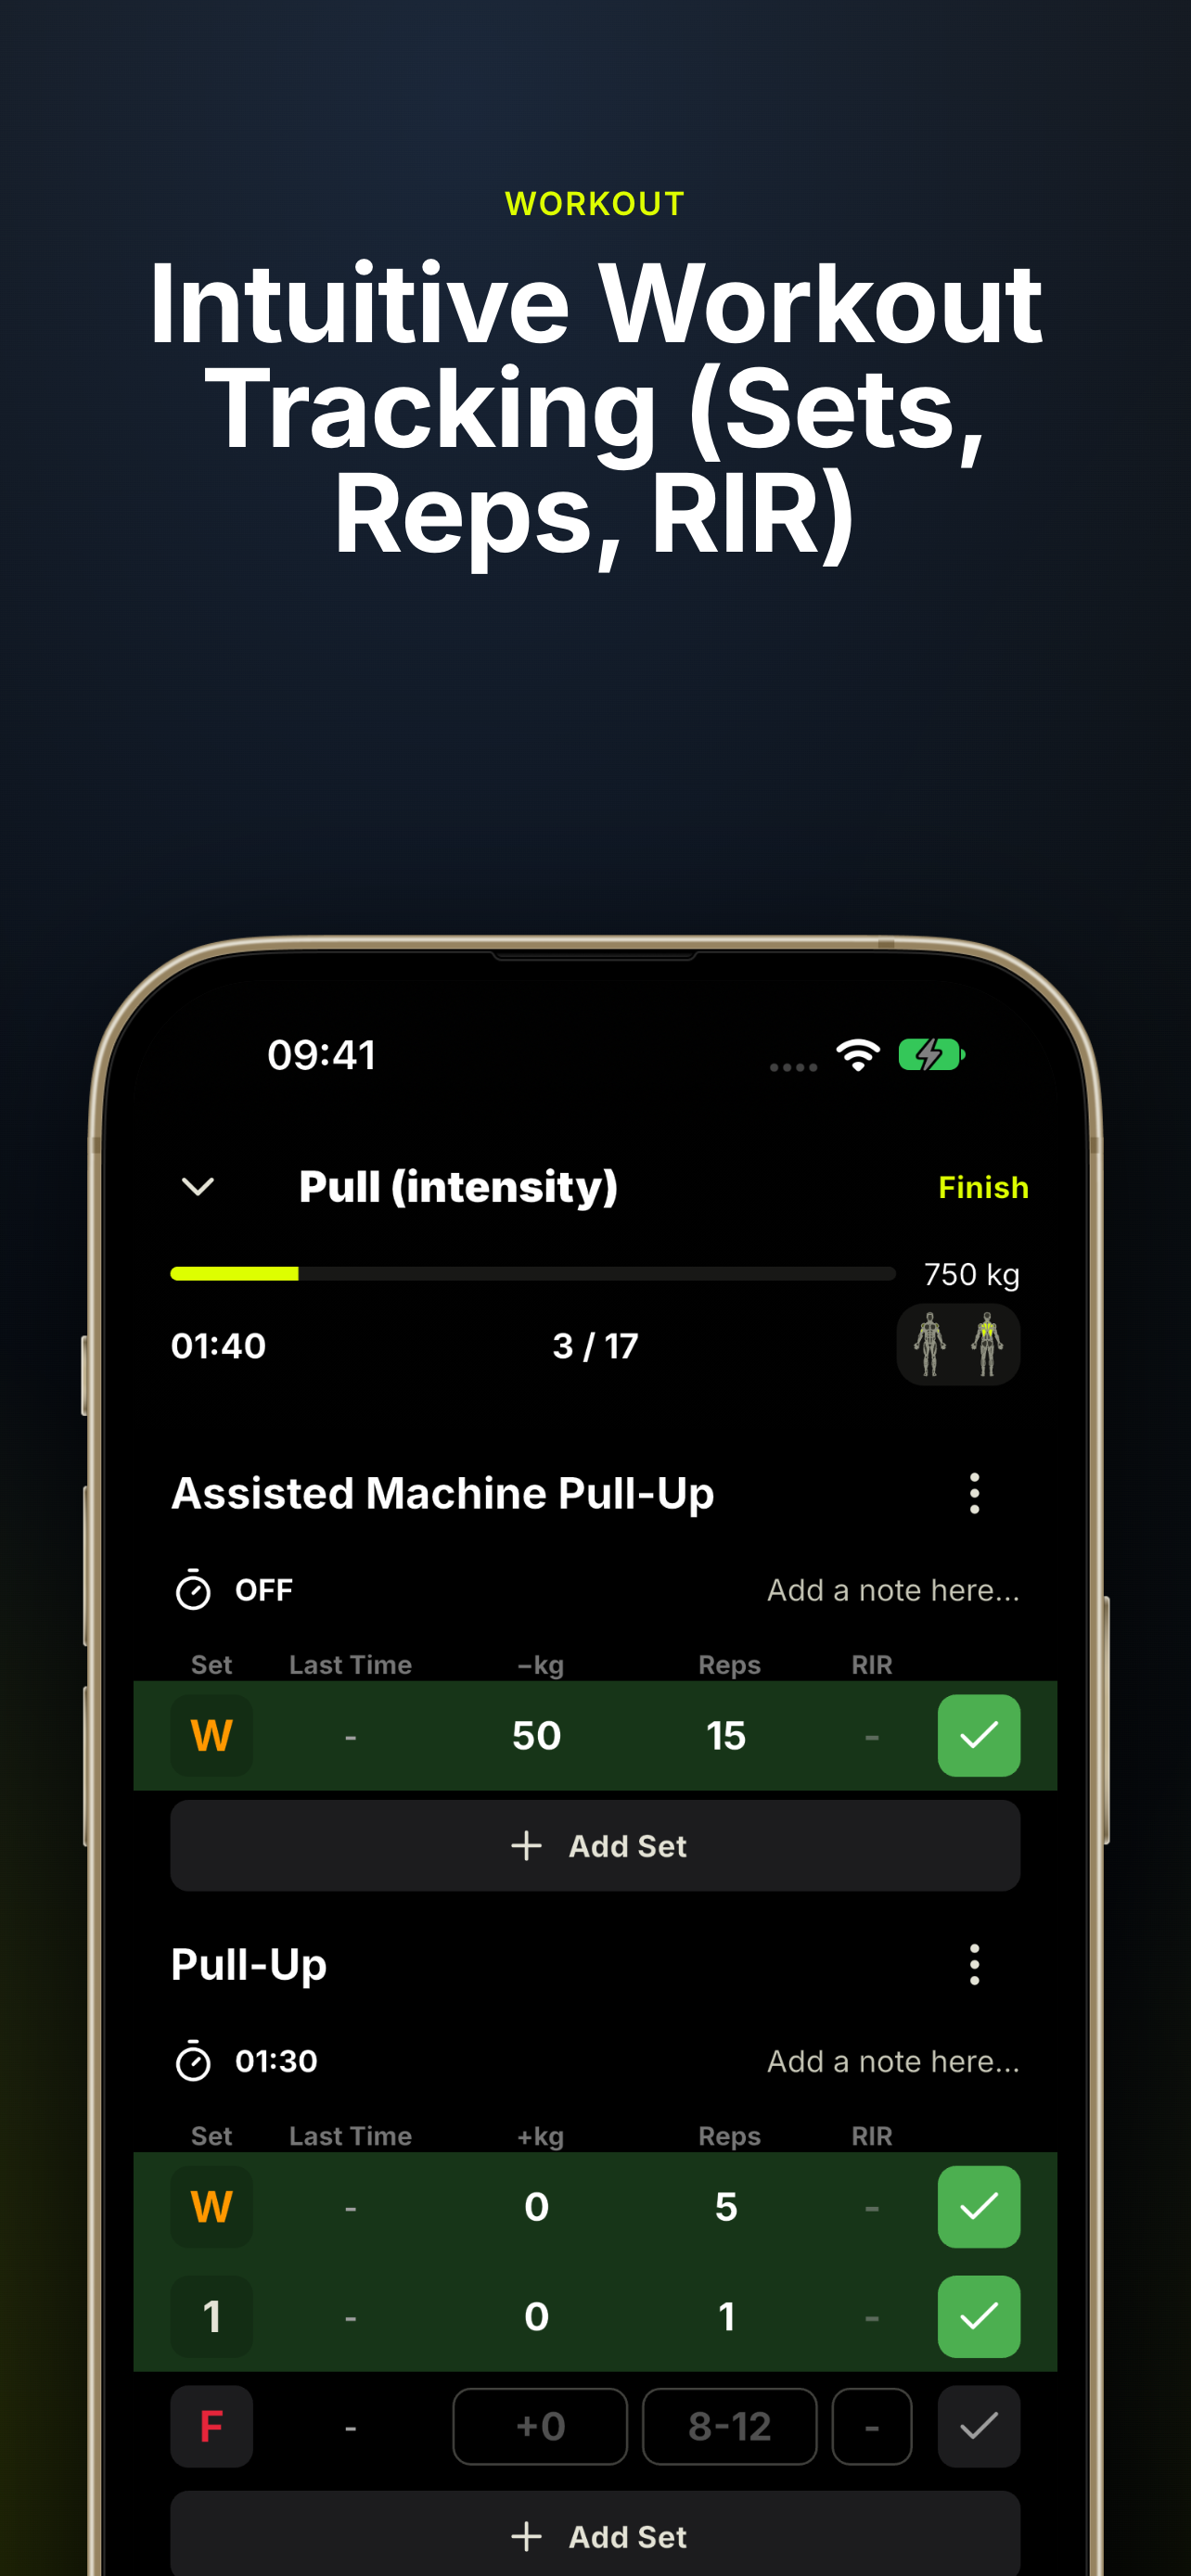 WORKOUT
Intuitive Workout
Tracking (Sets,
Reps, RIR)
09:41
Pull (intensity)
Finish
750 kg
01:40
3 / 17
Assisted Machine Pull-Up
OFF
Add a note here...
Set Last Time −kg Reps RIR
W - 50 15 -
+ Add Set
Pull-Up
01:30
Add a note here...
Set Last Time +kg Reps RIR
W - 0 5 -
1 - 0 1 -
F - +0 8-12 -
+ Add Set